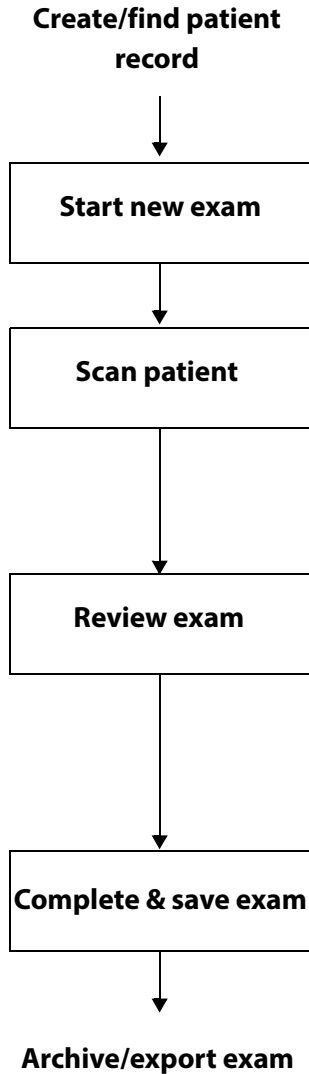 Create/find patient
record
Start new exam
Scan patient
Review exam
Complete & save exam
Archive/export exam